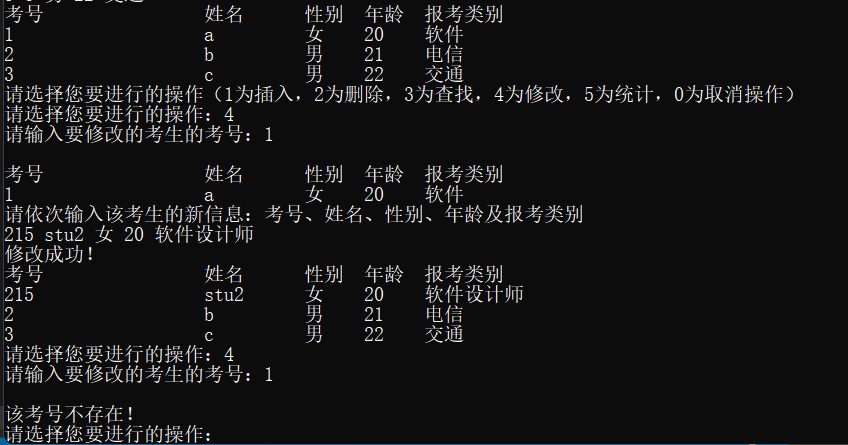 考号 姓名 性别 年龄 报考类别
1 a 女 20 软件
2 b 男 21 电信
3 c 男 22 交通
请选择您要进行的操作（1为插入，2为删除，3为查找，4为修改，5为统计，0为取消操作）
请选择您要进行的操作：4
请输入要修改的考生的考号：1
考号 姓名 性别 年龄 报考类别
1 a 女 20 软件
请依次输入该考生的新信息：考号、姓名、性别、年龄及报考类别
215 stu2 女 20 软件设计师
修改成功！
考号 姓名 性别 年龄 报考类别
215 stu2 女 20 软件设计师
2 b 男 21 电信
3 c 男 22 交通
请选择您要进行的操作：4
请输入要修改的考生的考号：1
该考号不存在！
请选择您要进行的操作：